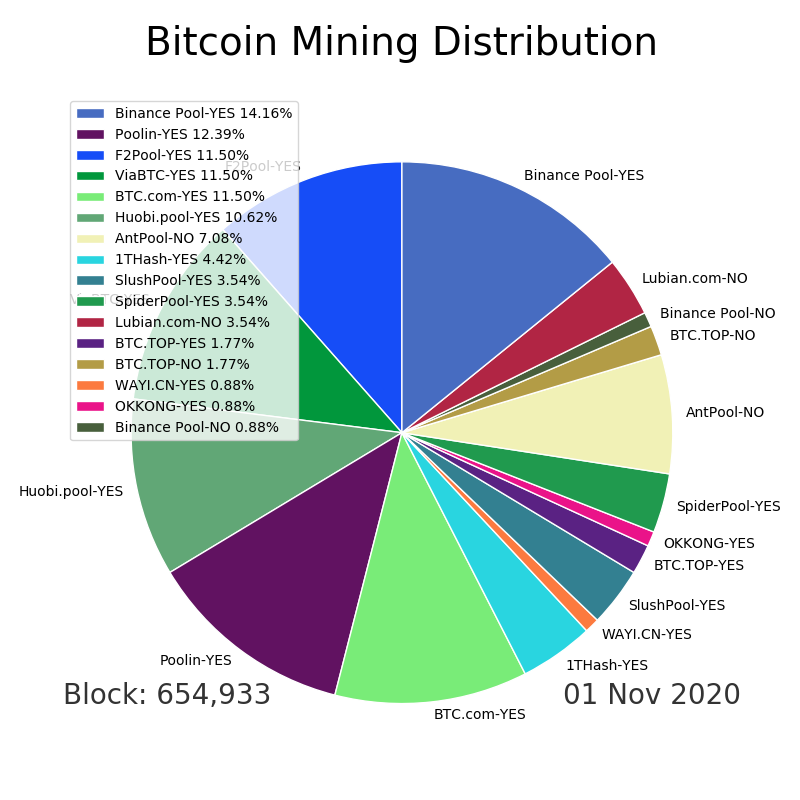 Bitcoin Mining Distribution
Binance Pool-YES 14.16%
Poolin-YES 12.39%
F2Pool-YES 11.50%
ViaBTC-YES 11.50%
BTC.com-YES 11.50%
Huobi.pool-YES 10.62%
AntPool-NO 7.08%
1THash-YES 4.42%
SlushPool-YES 3.54%
SpiderPool-YES 3.54%
Lubian.com-NO 3.54%
BTC.TOP-YES 1.77%
BTC.TOP-NO 1.77%
WAYI.CN-YES 0.88%
OKKONG-YES 0.88%
Binance Pool-NO 0.88%
F2Pool-YES
Binance Pool-YES
Lubian.com-NO
Binance Pool-NO
BTC.TOP-NO
AntPool-NO
SpiderPool-YES
OKKONG-YES
BTC.TOP-YES
SlushPool-YES
WAYI.CN-YES
1THash-YES
BTC.com-YES
Poolin-YES
Huobi.pool-YES
Block: 654,933
01 Nov 2020